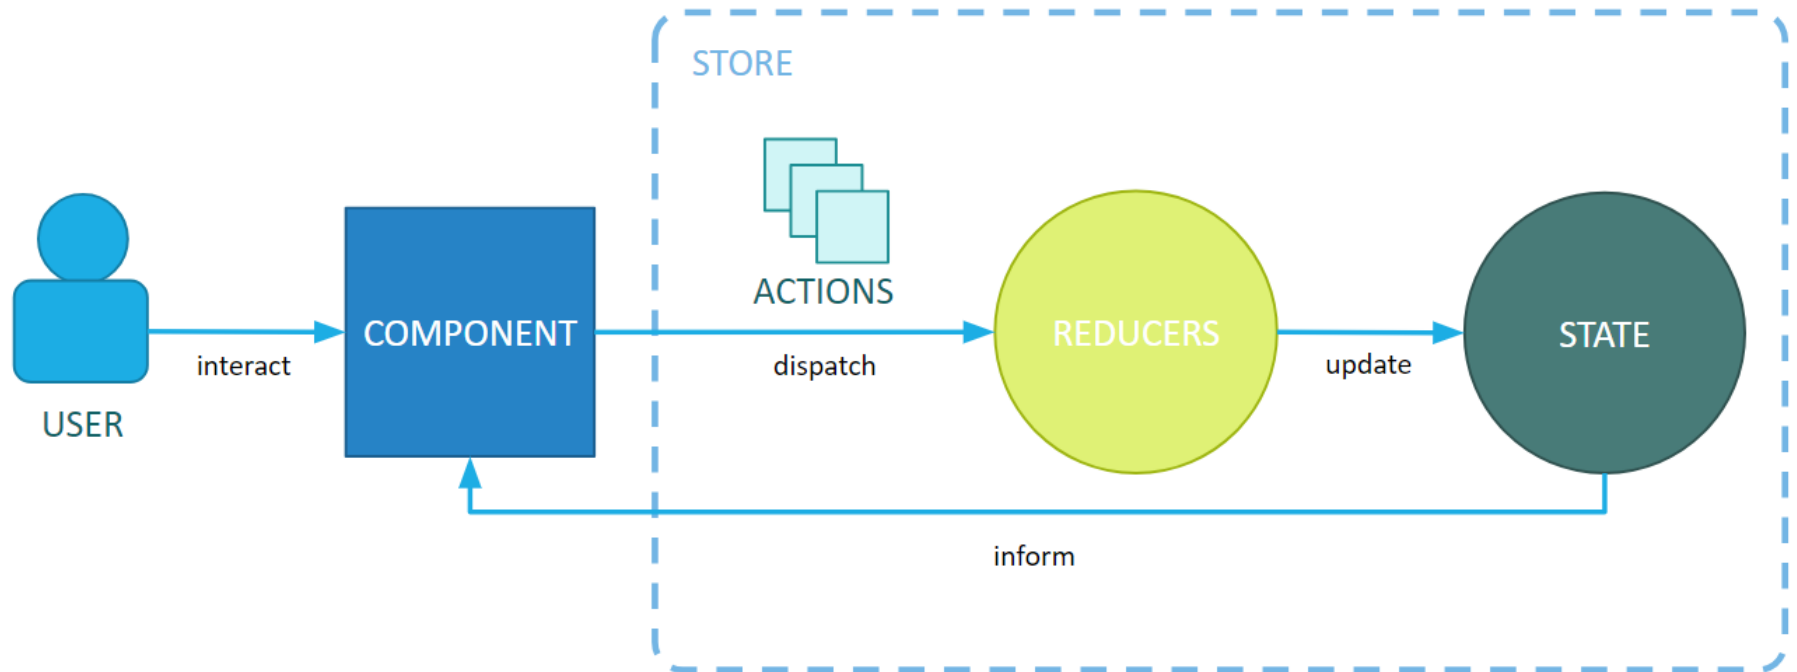 STORE
ACTIONS
COMPONENT
REDUCERS
STATE
interact
dispatch
update
USER
inform